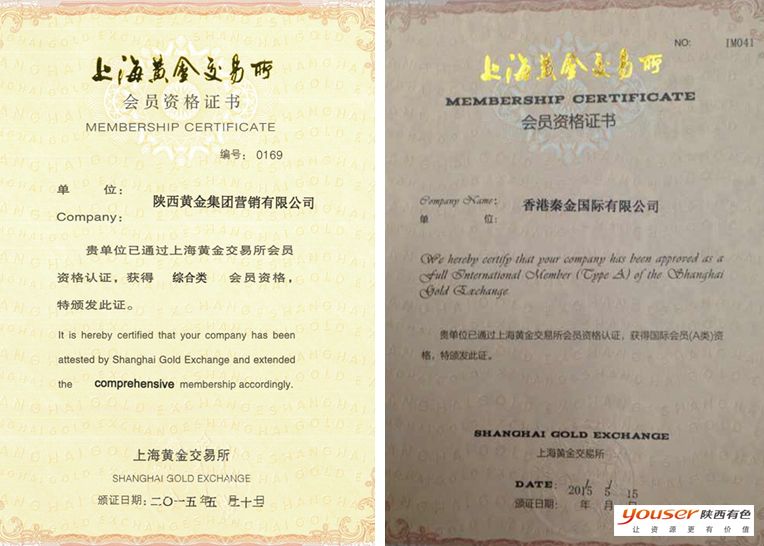 上海黄金交易所
会员资格证书
MEMBERSHIP CERTIFICATE
编号: 0169
单 位:
陕西黄金集团营销有限公司
Company:
贵单位已通过上海黄金交易所会员
资格认证，获得 综合类 会员资格，
特颁发此证。
It is hereby certified that your company has been
attested by Shanghai Gold Exchange and extended
the comprehensive membership accordingly.
上海黄金交易所
SHANGHAI GOLD EXCHANGE
颁证日期: 二〇一五 年 五 月 二十二 日
NO: IM041
上海黄金交易所
MEMBERSHIP CERTIFICATE
会员资格证书
Company Name:
单 位:
香港秦金国际有限公司
We hereby certify that your company has been approved as a
Full International Member (Type A) of the Shanghai
Gold Exchange.
贵单位已通过上海黄金交易所会员资格认证，获得国际会员(A类)资
格，特颁发此证。
SHANGHAI GOLD EXCHANGE
上海黄金交易所
DATE: / /
2015 5 15
颁证日期: 年 月 日
youser 陕西有色
让资源更有价值